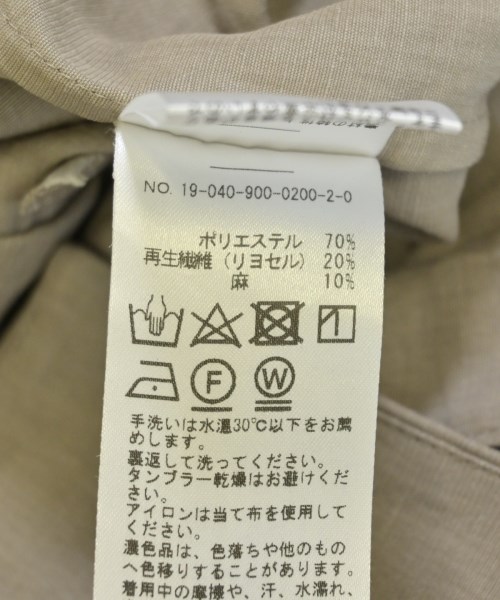 NO. 19-040-900-0200-2-0
ポリエステル 70%
再生繊維（リヨセル） 20%
麻 10%
F W
手洗いは水温30℃以下をお薦
めします。
裏返して洗ってください。
タンブラー乾燥はお避けくださ
い。
アイロンは当て布を使用して
ください。
濃色品は、色落ちや他のもの
へ色移りすることがあります。
着用中の摩擦や、汗、水濡れ、